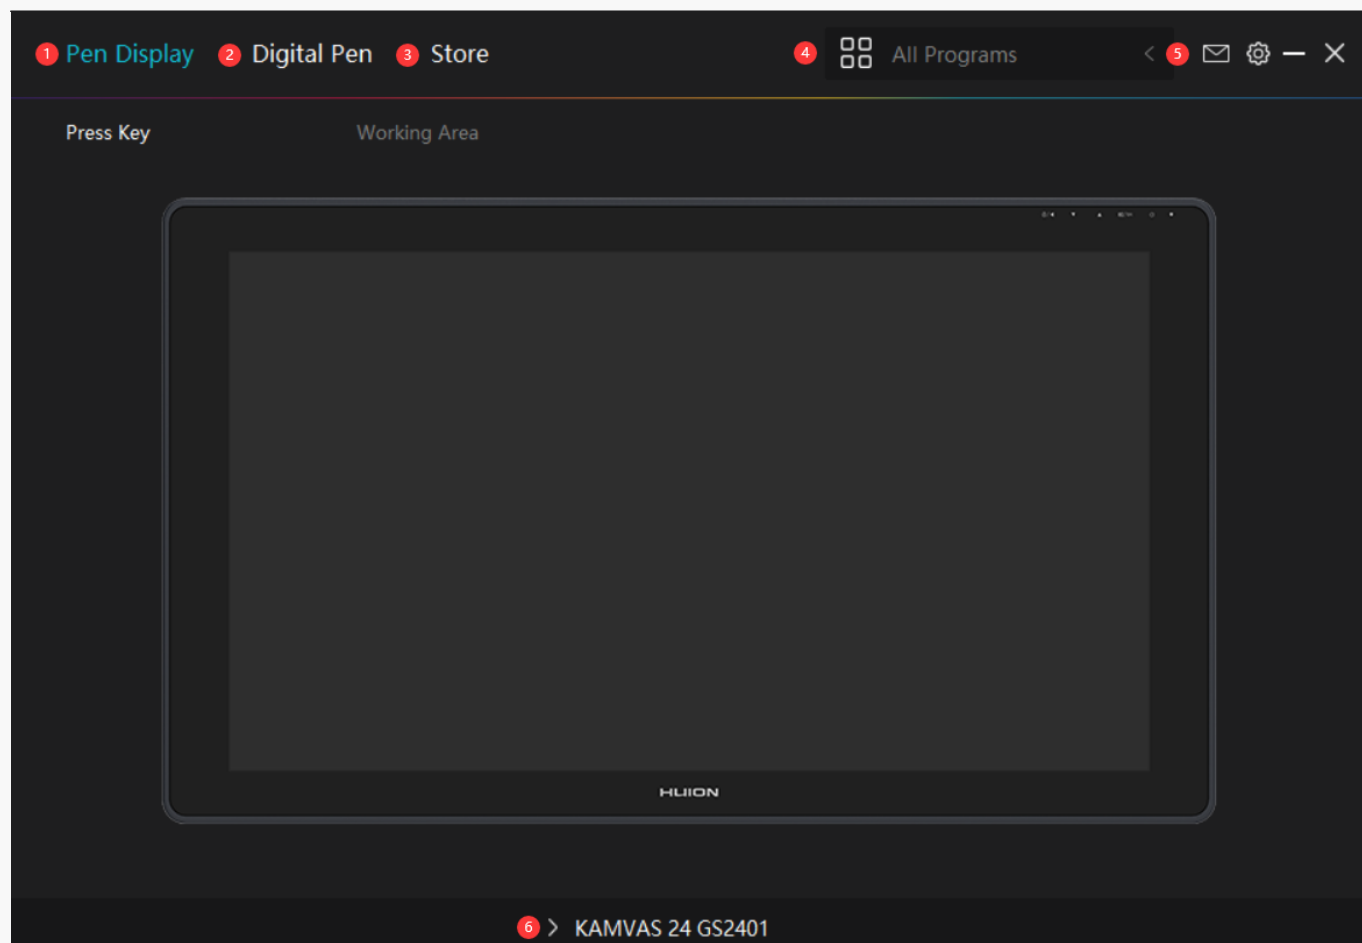 1 Pen Display 2 Digital Pen 3 Store 4 All Programs 5
Press Key Working Area
HUION
6 KAMVAS 24 GS2401